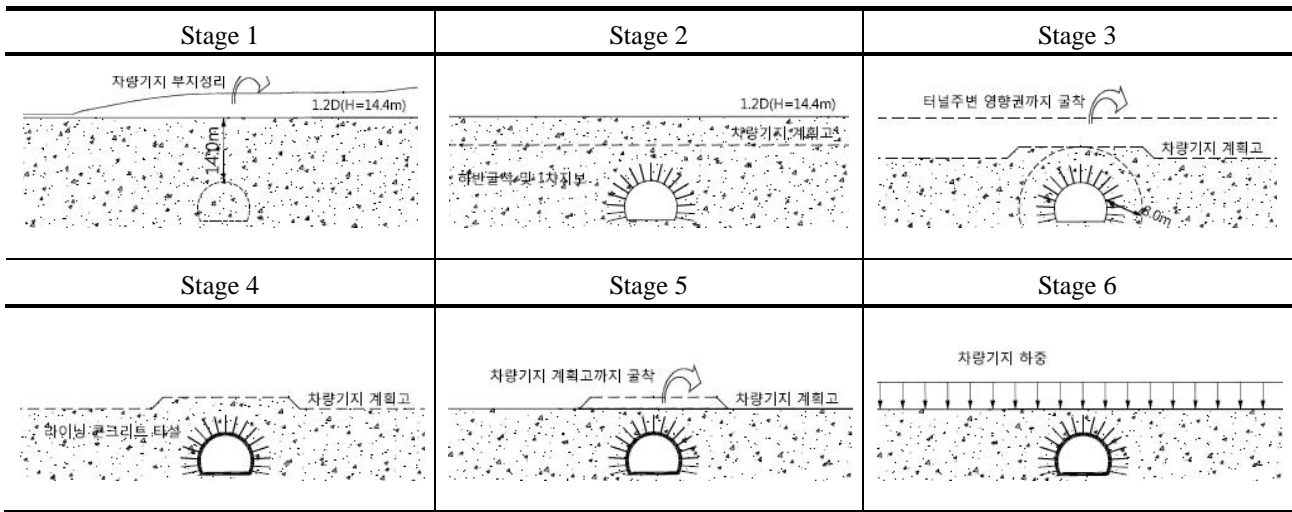 Stage 1
Stage 2
Stage 3
차량기지 부지성리
1.2D(H=14.4m)
14.0m
1.2D(H=14.4m)
차량기지 계획고
하반굴착 및 1차지보
터널주변 영향권까지 굴착
차량기지 계획고
8.0m
Stage 4
Stage 5
Stage 6
차량기지 계획고
라이닝 콘크리트 타설
차량기지 계획고까지 굴착
차량기지 계획고
차량기지 하중